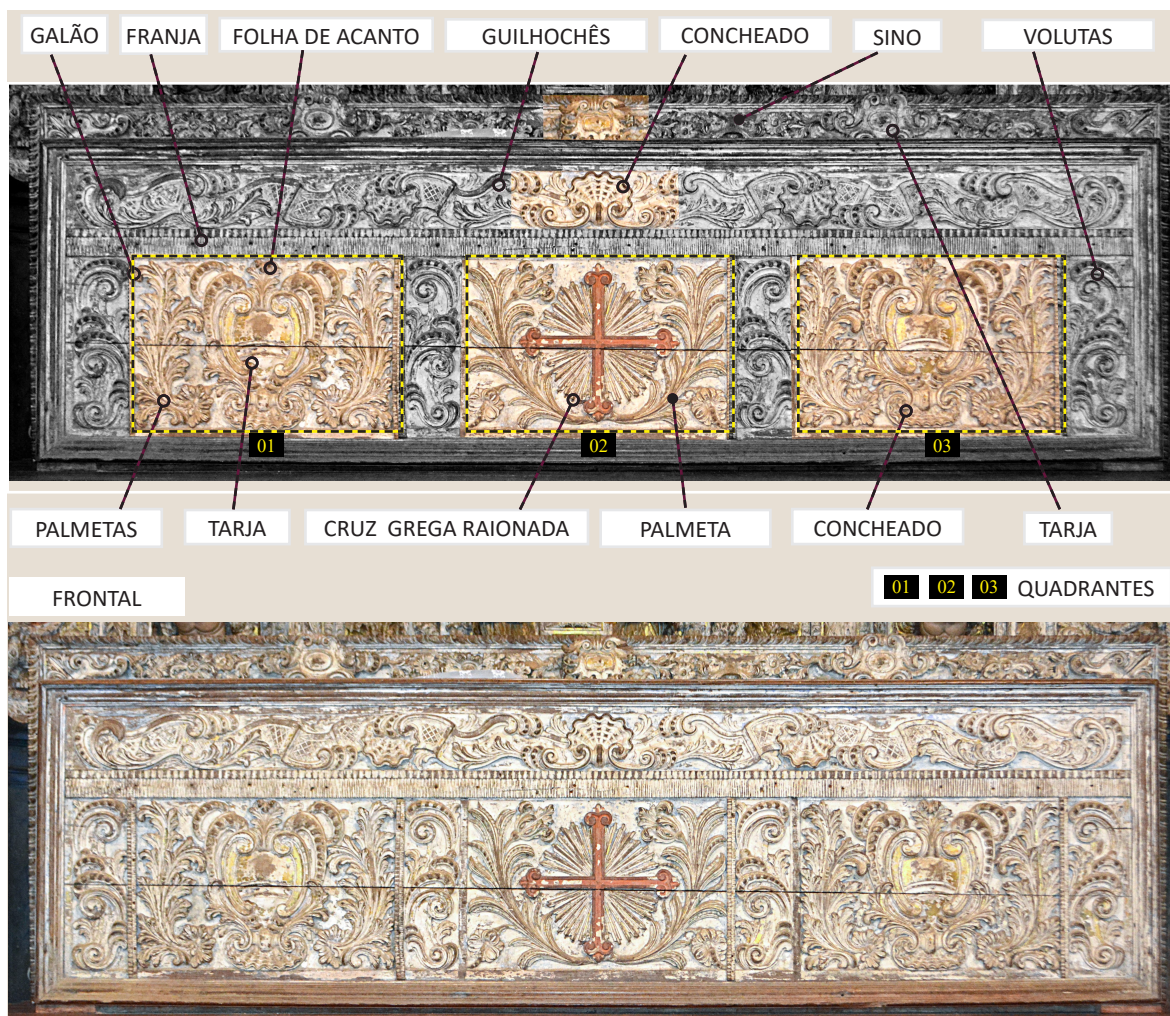 GALÃO FRANJA FOLHA DE ACANTO GUILHOCHÊS CONCHEADO SINO VOLUTAS
01 02 03
PALMETAS TARJA CRUZ GREGA RAIONADA PALMETA CONCHEADO TARJA
FRONTAL
01 02 03 QUADRANTES